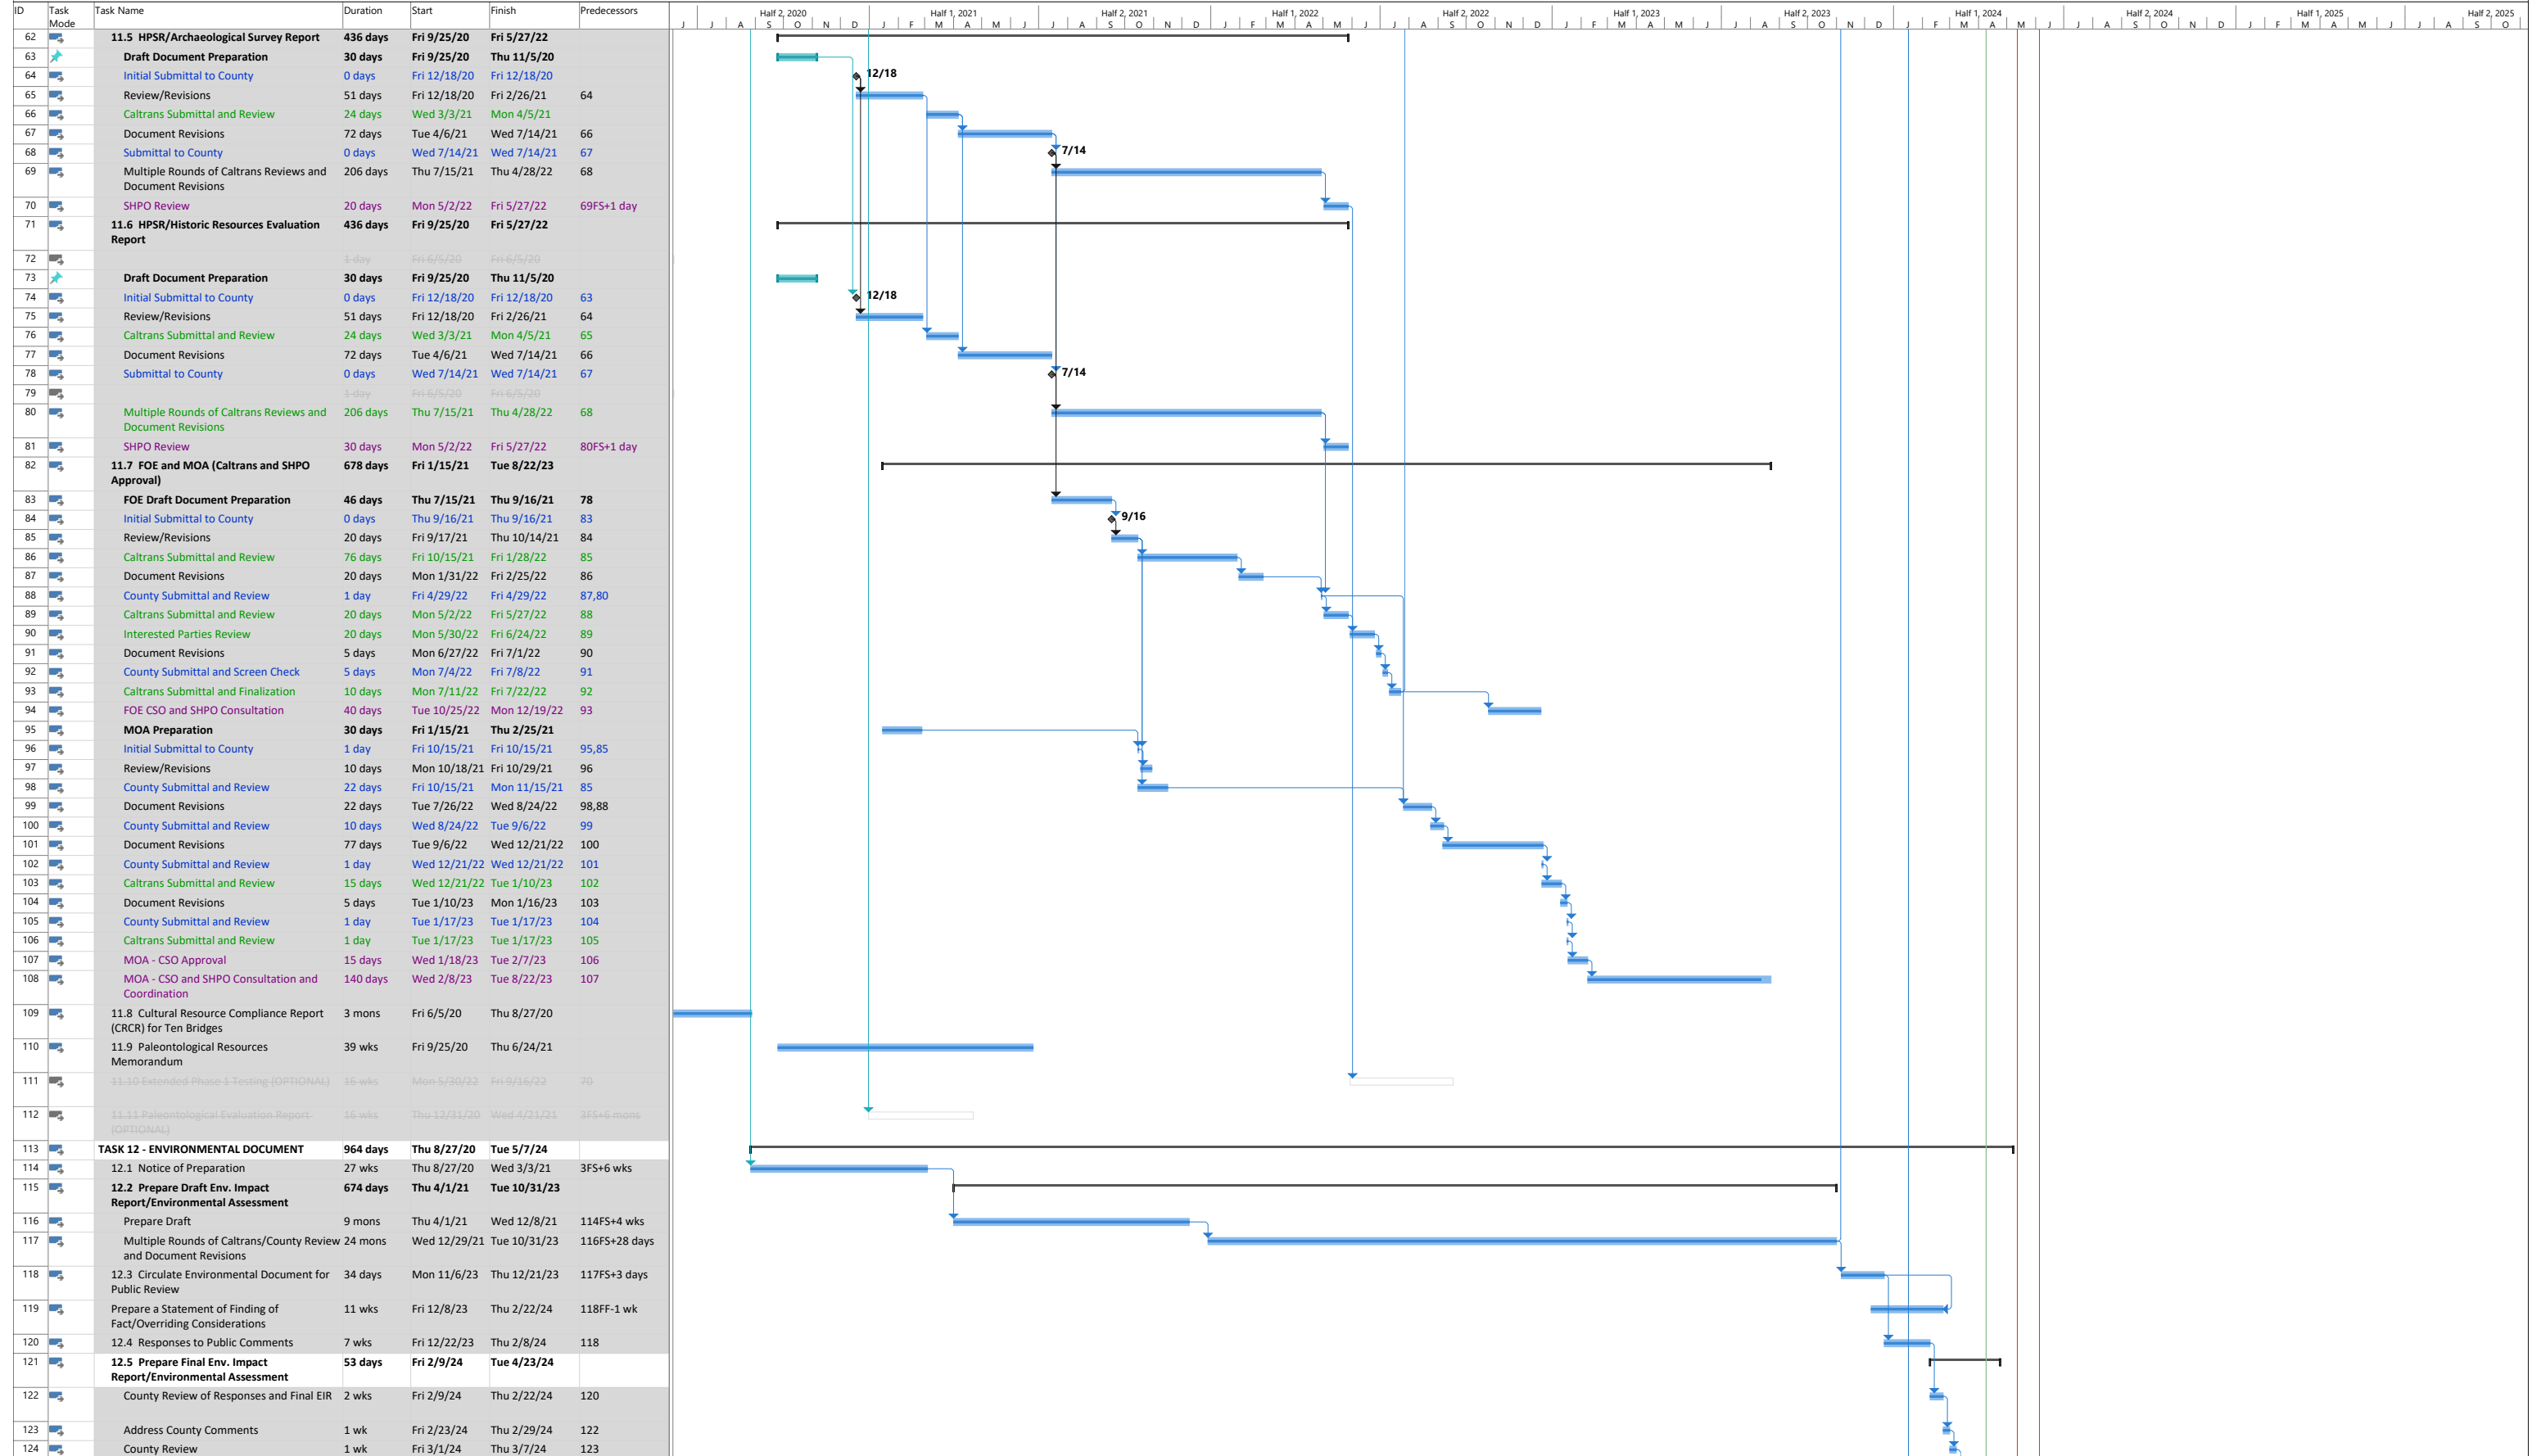 ID Task Mode Task Name Duration Start Finish Predecessors
Half 2, 2020 Half 1, 2021 Half 2, 2021 Half 1, 2022 Half 2, 2022 Half 1, 2023 Half 2, 2023 Half 1, 2024 Half 2, 2024 Half 1, 2025 Half 2, 2025
J J A S O N D J F M A M J J A S O N D J F M A M J J A S O N D J F M A M J J A S O N D J F M A M J J A S O N D J F M A M J J A S O
62 11.5 HPSR/Archaeological Survey Report 436 days Fri 9/25/20 Fri 5/27/22
63 Draft Document Preparation 30 days Fri 9/25/20 Thu 11/5/20
64 Initial Submittal to County 0 days Fri 12/18/20 Fri 12/18/20 12/18
65 Review/Revisions 51 days Fri 12/18/20 Fri 2/26/21 64
66 Caltrans Submittal and Review 24 days Wed 3/3/21 Mon 4/5/21
67 Document Revisions 72 days Tue 4/6/21 Wed 7/14/21 66
68 Submittal to County 0 days Wed 7/14/21 Wed 7/14/21 67 7/14
69 Multiple Rounds of Caltrans Reviews and 206 days Thu 7/15/21 Thu 4/28/22 68
Document Revisions
70 SHPO Review 20 days Mon 5/2/22 Fri 5/27/22 69FS+1 day
71 11.6 HPSR/Historic Resources Evaluation 436 days Fri 9/25/20 Fri 5/27/22
Report
72 1 day Fri 6/5/20 Fri 6/5/20
73 Draft Document Preparation 30 days Fri 9/25/20 Thu 11/5/20
74 Initial Submittal to County 0 days Fri 12/18/20 Fri 12/18/20 63 12/18
75 Review/Revisions 51 days Fri 12/18/20 Fri 2/26/21 64
76 Caltrans Submittal and Review 24 days Wed 3/3/21 Mon 4/5/21 65
77 Document Revisions 72 days Tue 4/6/21 Wed 7/14/21 66
78 Submittal to County 0 days Wed 7/14/21 Wed 7/14/21 67 7/14
79 1 day Fri 6/5/20 Fri 6/5/20
80 Multiple Rounds of Caltrans Reviews and 206 days Thu 7/15/21 Thu 4/28/22 68
Document Revisions
81 SHPO Review 30 days Mon 5/2/22 Fri 5/27/22 80FS+1 day
82 11.7 FOE and MOA (Caltrans and SHPO 678 days Fri 1/15/21 Tue 8/22/23
Approval)
83 FOE Draft Document Preparation 46 days Thu 7/15/21 Thu 9/16/21 78
84 Initial Submittal to County 0 days Thu 9/16/21 Thu 9/16/21 83 9/16
85 Review/Revisions 20 days Fri 9/17/21 Thu 10/14/21 84
86 Caltrans Submittal and Review 76 days Fri 10/15/21 Fri 1/28/22 85
87 Document Revisions 20 days Mon 1/31/22 Fri 2/25/22 86
88 County Submittal and Review 1 day Fri 4/29/22 Fri 4/29/22 87,80
89 Caltrans Submittal and Review 20 days Mon 5/2/22 Fri 5/27/22 88
90 Interested Parties Review 20 days Mon 5/30/22 Fri 6/24/22 89
91 Document Revisions 5 days Mon 6/27/22 Fri 7/1/22 90
92 County Submittal and Screen Check 5 days Mon 7/4/22 Fri 7/8/22 91
93 Caltrans Submittal and Finalization 10 days Mon 7/11/22 Fri 7/22/22 92
94 FOE CSO and SHPO Consultation 40 days Tue 10/25/22 Mon 12/19/22 93
95 MOA Preparation 30 days Fri 1/15/21 Thu 2/25/21
96 Initial Submittal to County 1 day Fri 10/15/21 Fri 10/15/21 95,85
97 Review/Revisions 10 days Mon 10/18/21 Fri 10/29/21 96
98 County Submittal and Review 22 days Fri 10/15/21 Mon 11/15/21 85
99 Document Revisions 22 days Tue 7/26/22 Wed 8/24/22 98,88
100 County Submittal and Review 10 days Wed 8/24/22 Tue 9/6/22 99
101 Document Revisions 77 days Tue 9/6/22 Wed 12/21/22 100
102 County Submittal and Review 1 day Wed 12/21/22 Wed 12/21/22 101
103 Caltrans Submittal and Review 15 days Wed 12/21/22 Tue 1/10/23 102
104 Document Revisions 5 days Tue 1/10/23 Mon 1/16/23 103
105 County Submittal and Review 1 day Tue 1/17/23 Tue 1/17/23 104
106 Caltrans Submittal and Review 1 day Tue 1/17/23 Tue 1/17/23 105
107 MOA - CSO Approval 15 days Wed 1/18/23 Tue 2/7/23 106
108 MOA - CSO and SHPO Consultation and 140 days Wed 2/8/23 Tue 8/22/23 107
Coordination
109 11.8 Cultural Resource Compliance Report 3 mons Fri 6/5/20 Thu 8/27/20
(CRCR) for Ten Bridges
110 11.9 Paleontological Resources 39 wks Fri 9/25/20 Thu 6/24/21
Memorandum
111 11.10 Extended Phase 1 Testing (OPTIONAL) 16 wks Mon 5/30/22 Fri 9/16/22 70
112 11.11 Paleontological Evaluation Report 16 wks Thu 12/31/20 Wed 4/21/21 3FS+6 mons
(OPTIONAL)
113 TASK 12 - ENVIRONMENTAL DOCUMENT 964 days Thu 8/27/20 Tue 5/7/24
114 12.1 Notice of Preparation 27 wks Thu 8/27/20 Wed 3/3/21 3FS+6 wks
115 12.2 Prepare Draft Env. Impact 674 days Thu 4/1/21 Tue 10/31/23
Report/Environmental Assessment
116 Prepare Draft 9 mons Thu 4/1/21 Wed 12/8/21 114FS+4 wks
117 Multiple Rounds of Caltrans/County Review 24 mons Wed 12/29/21 Tue 10/31/23 116FS+28 days
and Document Revisions
118 12.3 Circulate Environmental Document for 34 days Mon 11/6/23 Thu 12/21/23 117FS+3 days
Public Review
119 Prepare a Statement of Finding of 11 wks Fri 12/8/23 Thu 2/22/24 118FF-1 wk
Fact/Overriding Considerations
120 12.4 Responses to Public Comments 7 wks Fri 12/22/23 Thu 2/8/24 118
121 12.5 Prepare Final Env. Impact 53 days Fri 2/9/24 Tue 4/23/24
Report/Environmental Assessment
122 County Review of Responses and Final EIR 2 wks Fri 2/9/24 Thu 2/22/24 120
123 Address County Comments 1 wk Fri 2/23/24 Thu 2/29/24 122
124 County Review 1 wk Fri 3/1/24 Thu 3/7/24 123